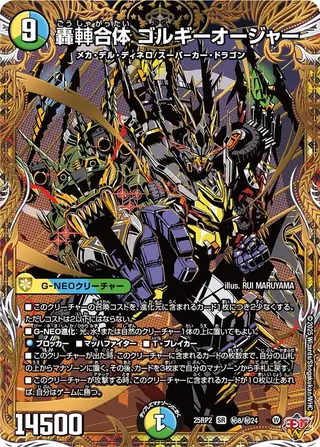 9
ごうしゃがったい
轟轉合体 ゴルギーオージャー
メカ・デル・ディネロ/スーパーカー・ドラゴン
illus. RUI MARUYAMA
G-NEOクリーチャー
■このクリーチャーの召喚コストを、進化元に含まれるカード1枚につき2少なくする。
ただしコストは2以下にはならない。
■G-NEO進化:光、水、または自然のクリーチャー1体の上に置いてもよい。
■ブロッカー ■マッハファイター ■T・ブレイカー
■このクリーチャーが出た時、このクリーチャーに含まれるカードの枚数まで、自分の山札
の上からマナゾーンに置く。その後、カードを3枚まで自分のマナゾーンから手札に戻す。
■このクリーチャーが攻撃する時、このクリーチャーに含まれるカードが10枚以上あれ
ば、自分はゲームに勝つ。
14500
1
25RP2 SR